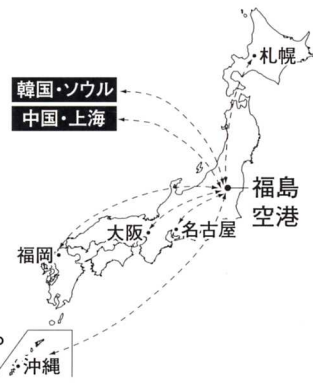 札幌
韓国・ソウル
中国・上海
福島
空港
大阪
名古屋
福岡
沖縄